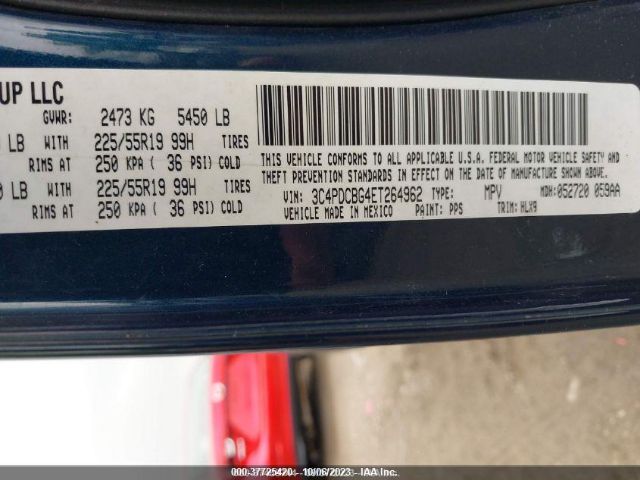 UP LLC
GVWR: 2473 KG 5450 LB
LB WITH 225/55R19 99H TIRES
RIMS AT 250 KPA ( 36 PSI) COLD
LB WITH 225/55R19 99H TIRES
RIMS AT 250 KPA ( 36 PSI) COLD
THIS VEHICLE CONFORMS TO ALL APPLICABLE U.S.A. FEDERAL MOTOR VEHICLE SAFETY AND
THEFT PREVENTION STANDARDS IN EFFECT ON THE DATE OF MANUFACTURE SHOWN ABOVE.
VIN: 3C4PDCBG4ET264962 TYPE: MPV MDH: 052720 059AA
VEHICLE MADE IN MEXICO PAINT: PPS TRIM: HLX9
000-37725420 10/06/2023 IAA Inc.